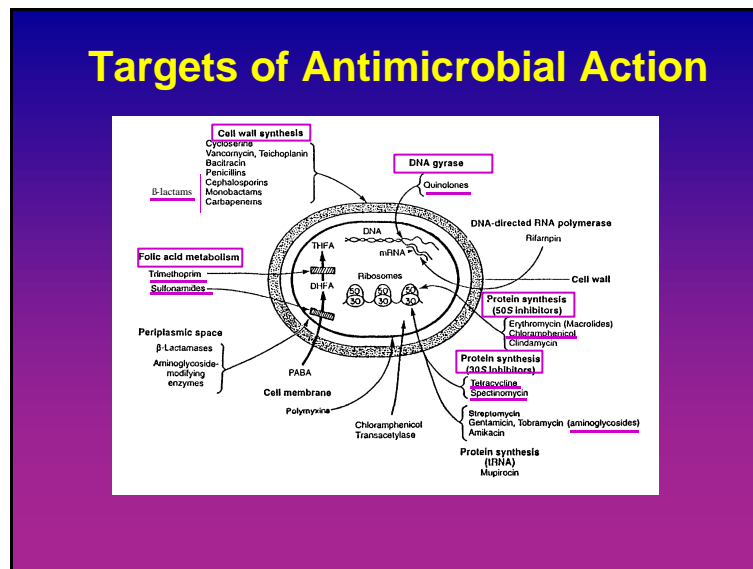 Targets of Antimicrobial Action
Cell wall synthesis
Cycloserine
Vancomycin, Teichoplanin
Bacitracin
Penicillins
Cephalosporins
Monobactams
Carbapenems
ß-lactams
DNA gyrase
Quinolones
DNA-directed RNA polymerase
Rifampin
DNA
mRNA
THFA
Ribosomes
DHFA
50 50 50
30 30 30
Folic acid metabolism
Trimethoprim
Sulfonamides
Cell wall
Protein synthesis
(50S inhibitors)
Erythromycin (Macrolides)
Chloramphenicol
Clindamycin
Periplasmic space
β-Lactamases
Aminoglycoside-
modifying
enzymes
PABA
Cell membrane
Polymyxins
Chloramphenicol
Transacetylase
Protein synthesis
(30S inhibitors)
Tetracycline
Spectinomycin
Streptomycin
Gentamicin, Tobramycin (aminoglycosides)
Amikacin
Protein synthesis
(tRNA)
Mupirocin